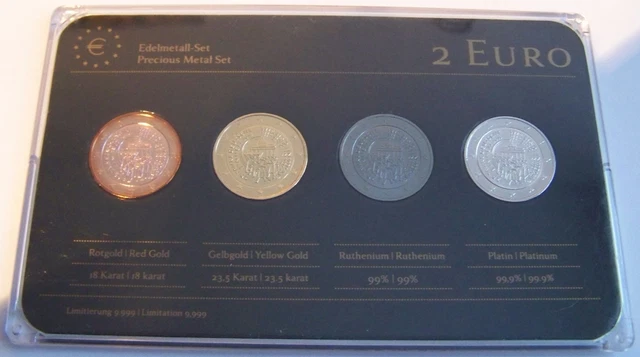 Edelmetall-Set
Precious Metal Set
2 EURO
Rotgold | Red Gold
18 Karat | 18 karat
Gelbgold | Yellow Gold
23,5 Karat | 23.5 karat
Ruthenium | Ruthenium
99% | 99%
Platin | Platinum
99,9% | 99.9%
Limitierung 9.999 | Limitation 9,999